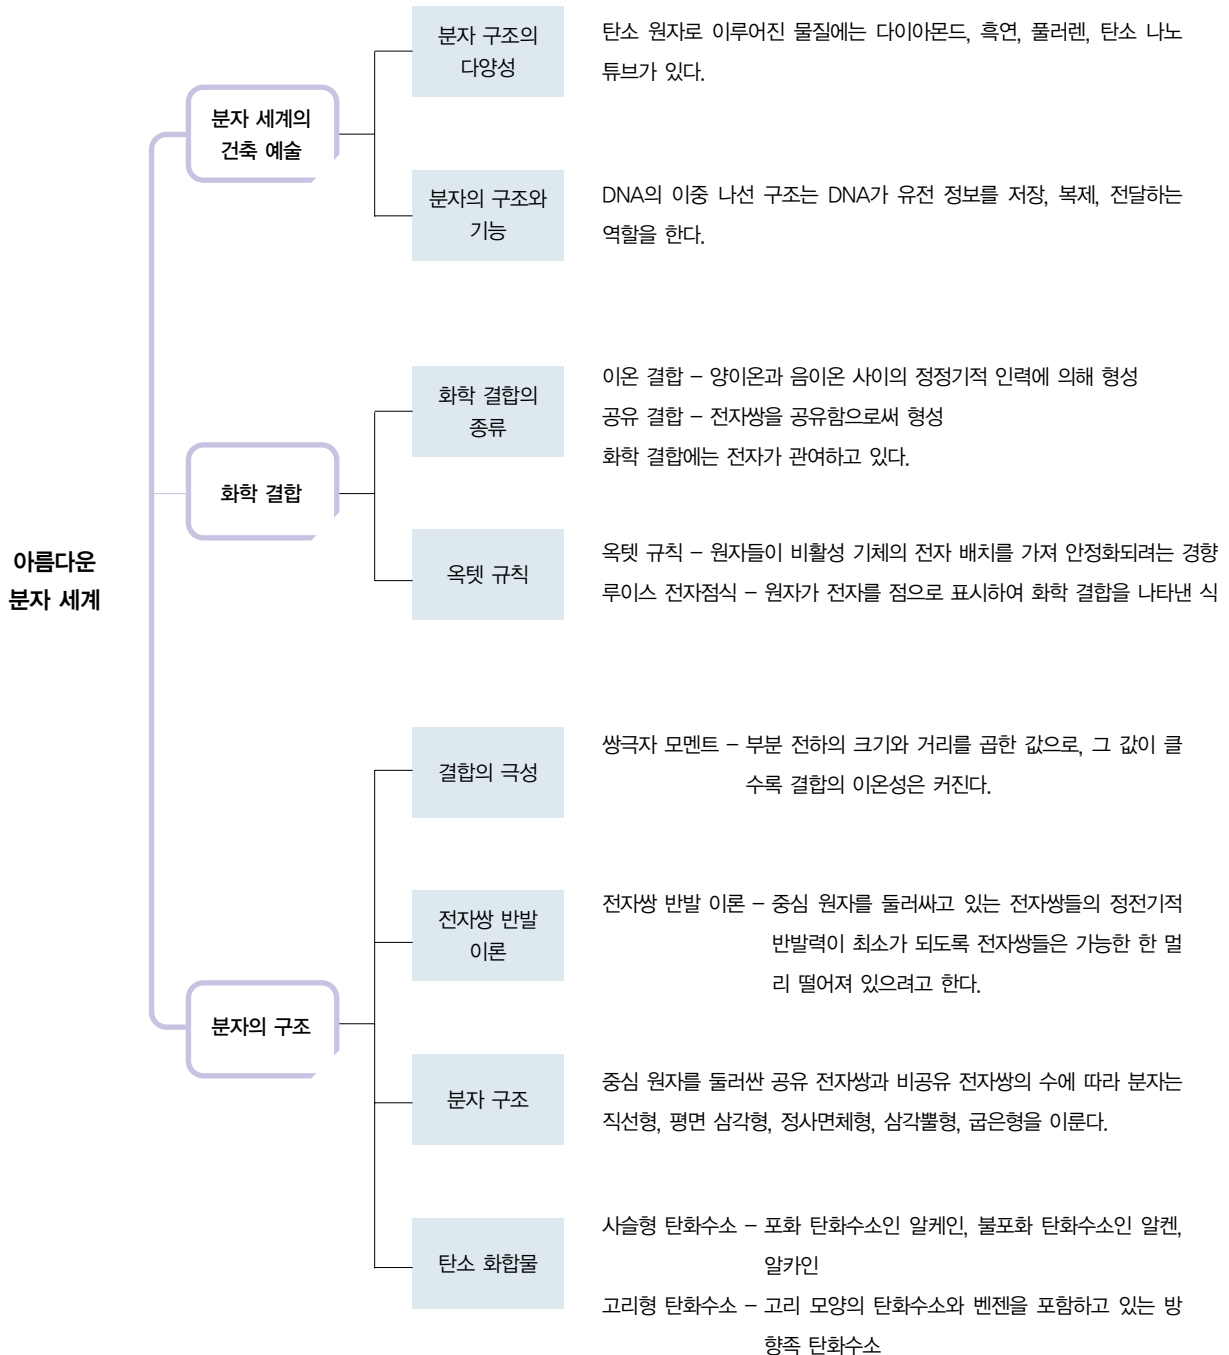 분자 구조의
다양성
탄소 원자로 이루어진 물질에는 다이아몬드, 흑연, 풀러렌, 탄소 나노
튜브가 있다.
분자 세계의
건축 예술
분자의 구조와
기능
DNA의 이중 나선 구조는 DNA가 유전 정보를 저장, 복제, 전달하는
역할을 한다.
화학 결합의
종류
이온 결합 – 양이온과 음이온 사이의 정정기적 인력에 의해 형성
공유 결합 – 전자쌍을 공유함으로써 형성
화학 결합에는 전자가 관여하고 있다.
화학 결합
옥텟 규칙
옥텟 규칙 – 원자들이 비활성 기체의 전자 배치를 가져 안정화되려는 경향
루이스 전자점식 – 원자가 전자를 점으로 표시하여 화학 결합을 나타낸 식
아름다운
분자 세계
결합의 극성
쌍극자 모멘트 – 부분 전하의 크기와 거리를 곱한 값으로, 그 값이 클
수록 결합의 이온성은 커진다.
전자쌍 반발
이론
전자쌍 반발 이론 – 중심 원자를 둘러싸고 있는 전자쌍들의 정전기적
반발력이 최소가 되도록 전자쌍들은 가능한 한 멀
리 떨어져 있으려고 한다.
분자의 구조
분자 구조
중심 원자를 둘러싼 공유 전자쌍과 비공유 전자쌍의 수에 따라 분자는
직선형, 평면 삼각형, 정사면체형, 삼각뿔형, 굽은형을 이룬다.
탄소 화합물
사슬형 탄화수소 – 포화 탄화수소인 알케인, 불포화 탄화수소인 알켄,
알카인
고리형 탄화수소 – 고리 모양의 탄화수소와 벤젠을 포함하고 있는 방
향족 탄화수소